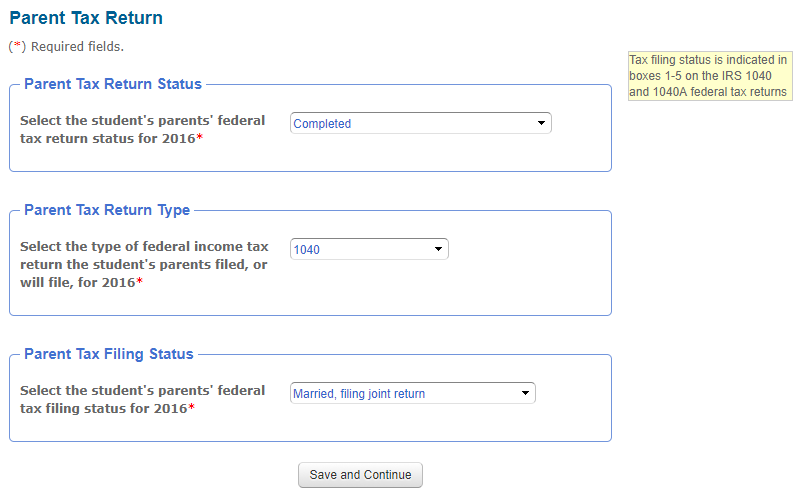 Parent Tax Return
(*) Required fields.
Tax filing status is indicated in
boxes 1-5 on the IRS 1040
and 1040A federal tax returns
Parent Tax Return Status
Select the student's parents' federal
tax return status for 2016*
Completed
Parent Tax Return Type
Select the type of federal income tax
return the student's parents filed, or
will file, for 2016*
1040
Parent Tax Filing Status
Select the student's parents' federal
tax filing status for 2016*
Married, filing joint return
Save and Continue